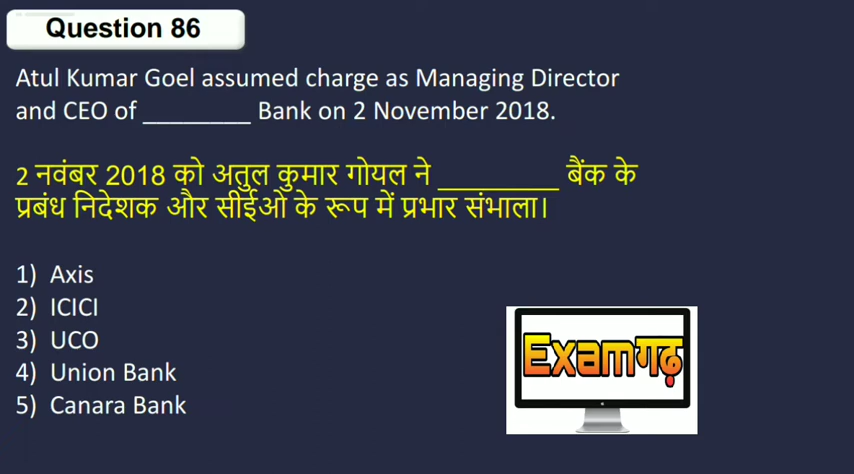 Question 86
Atul Kumar Goel assumed charge as Managing Director
and CEO of ________ Bank on 2 November 2018.
2 नवंबर 2018 को अतुल कुमार गोयल ने ________ बैंक के
प्रबंध निदेशक और सीईओ के रूप में प्रभार संभाला।
1) Axis
2) ICICI
3) UCO
4) Union Bank
5) Canara Bank
Examगढ़